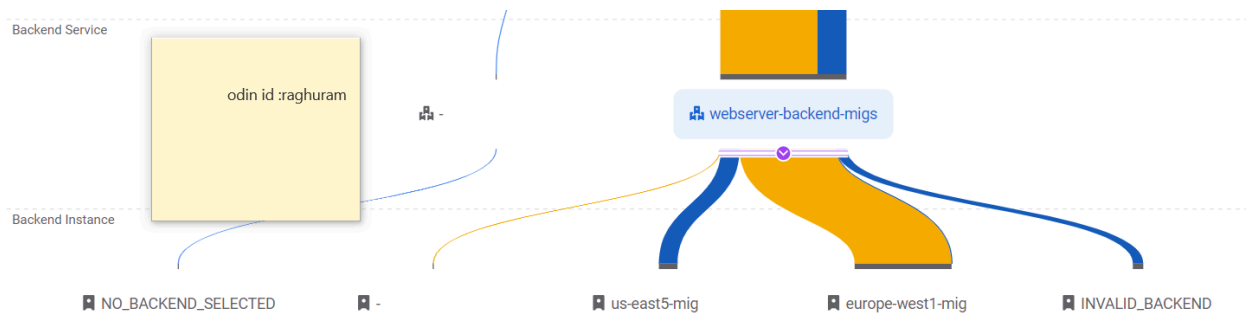 Backend Service
odin id :raghuram
-
webserver-backend-migs
Backend Instance
NO_BACKEND_SELECTED
-
us-east5-mig
europe-west1-mig
INVALID_BACKEND